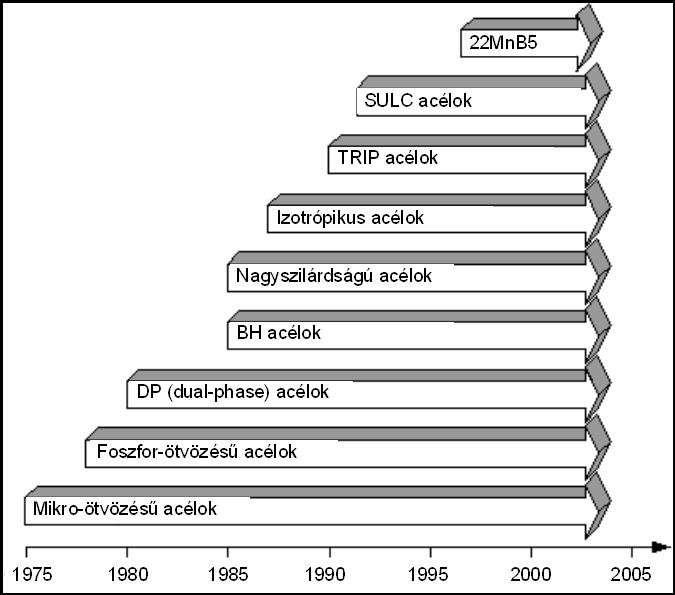 22MnB5
SULC acélok
TRIP acélok
Izotrópikus acélok
Nagyszilárdságú acélok
BH acélok
DP (dual-phase) acélok
Foszfor-ötvözésű acélok
Mikro-ötvözésű acélok
1975 1980 1985 1990 1995 2000 2005